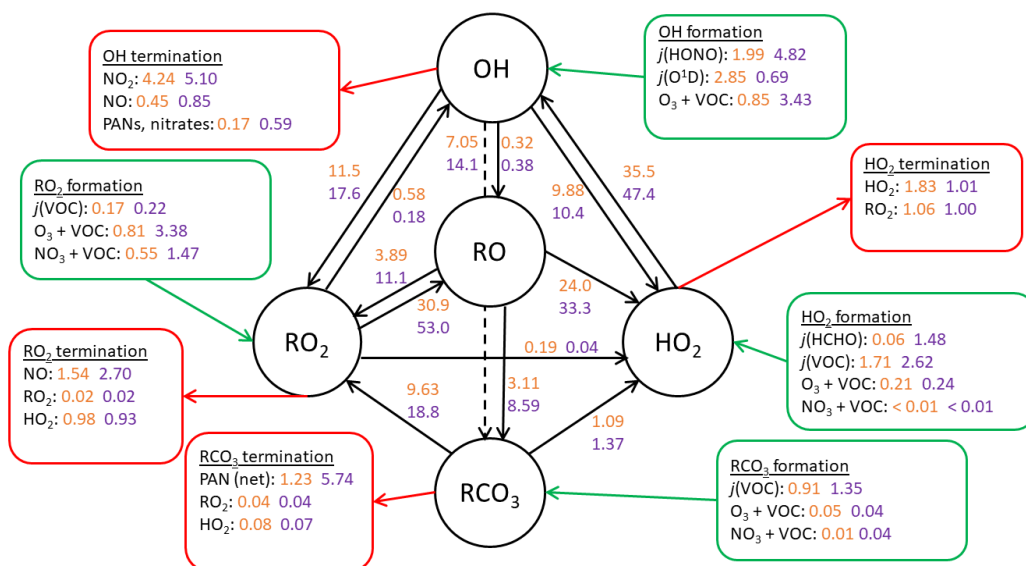 OH termination
NO₂: 4.24 5.10
NO: 0.45 0.85
PANs, nitrates: 0.17 0.59
OH
OH formation
j(HONO): 1.99 4.82
j(O¹D): 2.85 0.69
O₃ + VOC: 0.85 3.43
RO₂ formation
j(VOC): 0.17 0.22
O₃ + VOC: 0.81 3.38
NO₃ + VOC: 0.55 1.47
11.5
17.6
0.58
0.18
7.05
14.1
0.32
0.38
9.88
10.4
35.5
47.4
HO₂ termination
HO₂: 1.83 1.01
RO₂: 1.06 1.00
RO
3.89
11.1
30.9
53.0
24.0
33.3
RO₂
HO₂
0.19 0.04
RO₂ termination
NO: 1.54 2.70
RO₂: 0.02 0.02
HO₂: 0.98 0.93
HO₂ formation
j(HCHO): 0.06 1.48
j(VOC): 1.71 2.62
O₃ + VOC: 0.21 0.24
NO₃ + VOC: < 0.01 < 0.01
9.63
18.8
3.11
8.59
1.09
1.37
RCO₃ termination
PAN (net): 1.23 5.74
RO₂: 0.04 0.04
HO₂: 0.08 0.07
RCO₃
RCO₃ formation
j(VOC): 0.91 1.35
O₃ + VOC: 0.05 0.04
NO₃ + VOC: 0.01 0.04